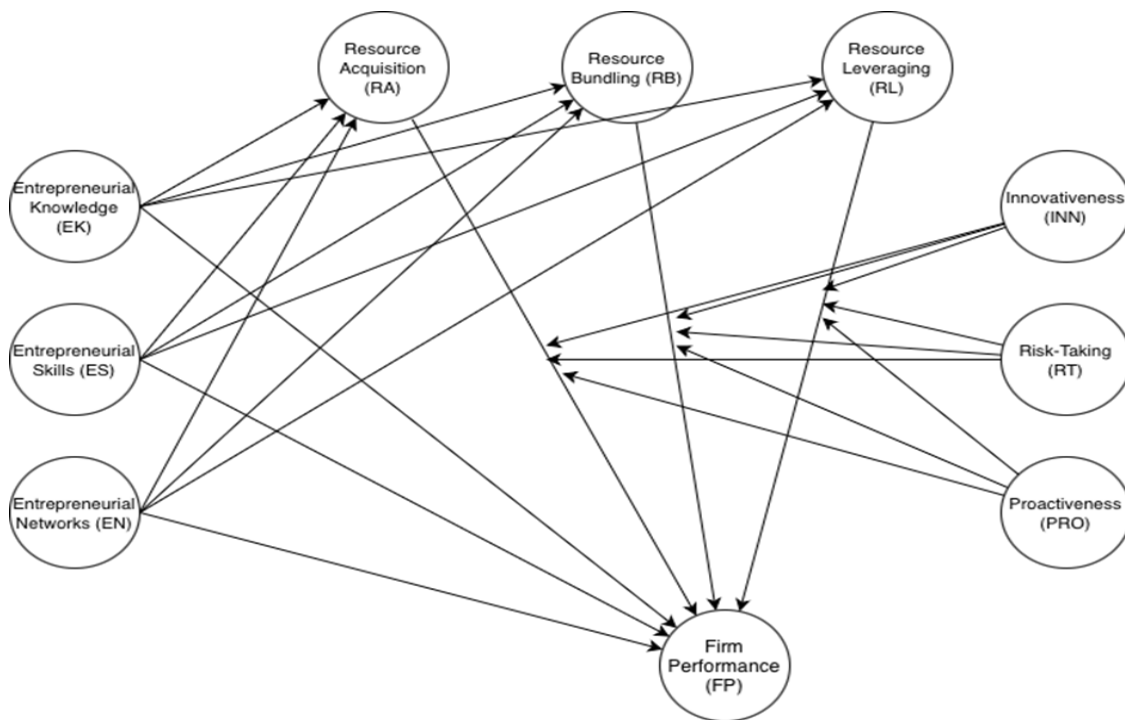 Resource
Acquisition
(RA)
Resource
Bundling (RB)
Resource
Leveraging
(RL)
Entrepreneurial
Knowledge
(EK)
Innovativeness
(INN)
Entrepreneurial
Skills (ES)
Risk-Taking
(RT)
Entrepreneurial
Networks (EN)
Proactiveness
(PRO)
Firm
Performance
(FP)